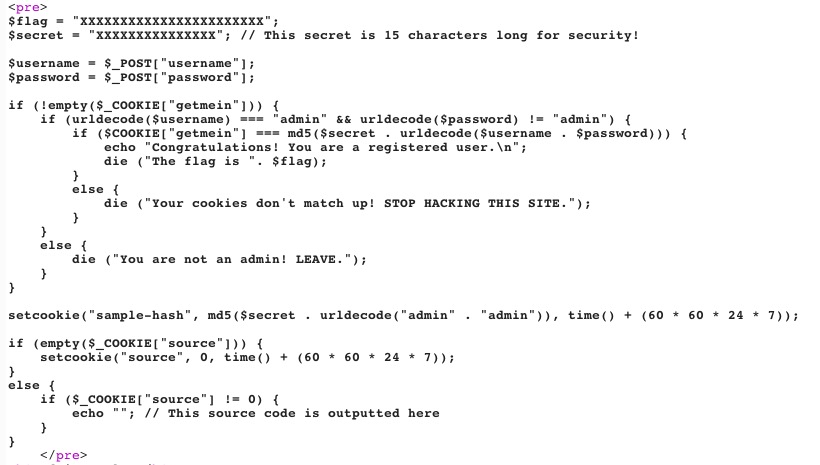 <pre>
$flag = "XXXXXXXXXXXXXXXXXXXXXXX";
$secret = "XXXXXXXXXXXXXXX"; // This secret is 15 characters long for security!
$username = $_POST["username"];
$password = $_POST["password"];
if (!empty($_COOKIE["getmein"])) {
if (urldecode($username) === "admin" && urldecode($password) != "admin") {
if ($COOKIE["getmein"] === md5($secret . urldecode($username . $password))) {
echo "Congratulations! You are a registered user.\n";
die ("The flag is ". $flag);
}
else {
die ("Your cookies don't match up! STOP HACKING THIS SITE.");
}
}
else {
die ("You are not an admin! LEAVE.");
}
}
setcookie("sample-hash", md5($secret . urldecode("admin" . "admin")), time() + (60 * 60 * 24 * 7));
if (empty($_COOKIE["source"])) {
setcookie("source", 0, time() + (60 * 60 * 24 * 7));
}
else {
if ($_COOKIE["source"] != 0) {
echo ""; // This source code is outputted here
}
}
</pre>